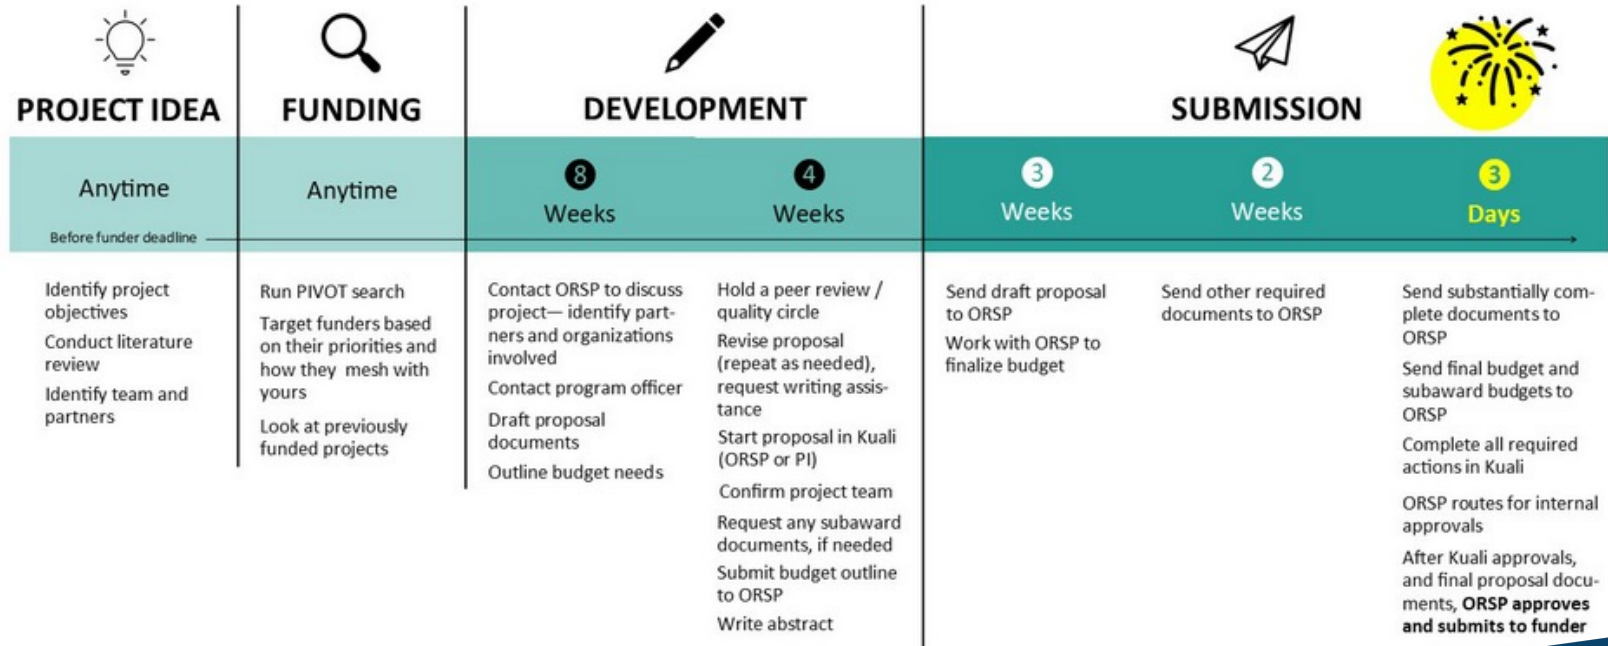 PROJECT IDEA
FUNDING
DEVELOPMENT
SUBMISSION
Anytime
Anytime
8
Weeks
4
Weeks
3
Weeks
2
Weeks
3
Days
Before funder deadline
Identify project
objectives
Conduct literature
review
Identify team and
partners
Run PIVOT search
Target funders based
on their priorities and
how they mesh with
yours
Look at previously
funded projects
Contact ORSP to discuss
project— identify part-
ners and organizations
involved
Contact program officer
Draft proposal
documents
Outline budget needs
Hold a peer review /
quality circle
Revise proposal
(repeat as needed),
request writing assis-
tance
Start proposal in Kuali
(ORSP or PI)
Confirm project team
Request any subaward
documents, if needed
Submit budget outline
to ORSP
Write abstract
Send draft proposal
to ORSP
Work with ORSP to
finalize budget
Send other required
documents to ORSP
Send substantially com-
plete documents to
ORSP
Send final budget and
subaward budgets to
ORSP
Complete all required
actions in Kuali
ORSP routes for internal
approvals
After Kuali approvals,
and final proposal docu-
ments, ORSP approves
and submits to funder